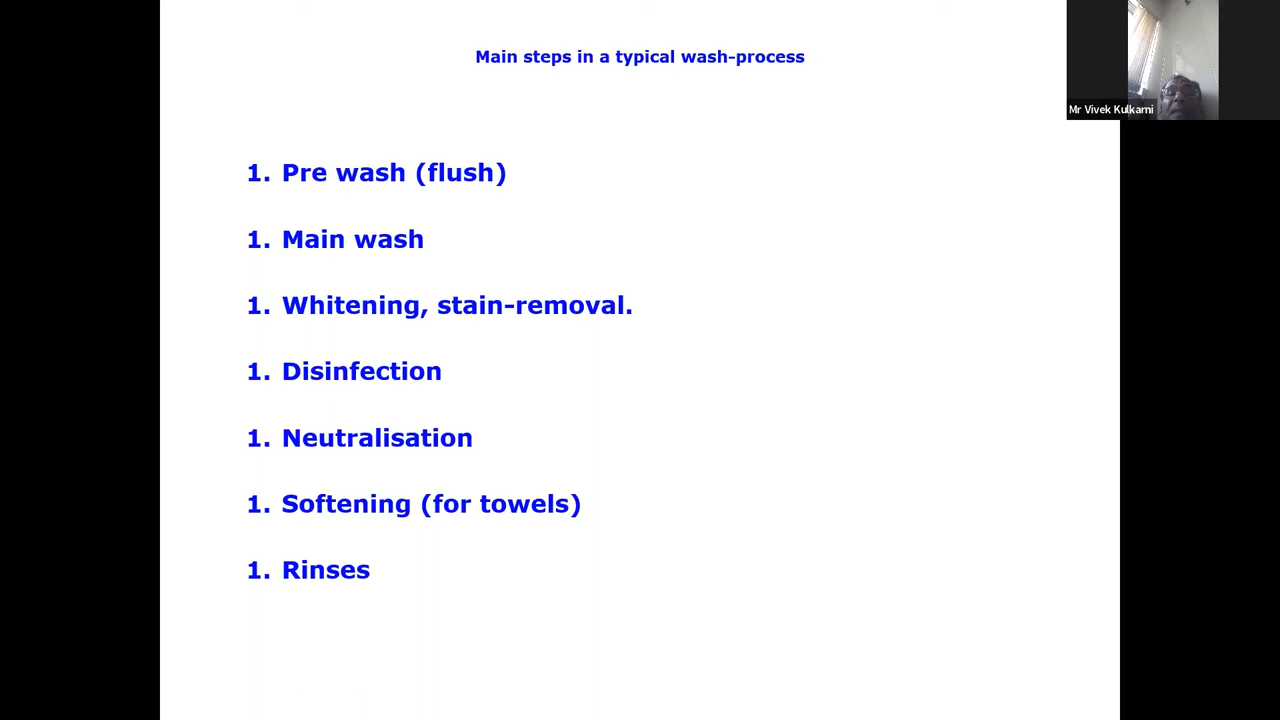 Main steps in a typical wash-process
Mr Vivek Kulkarni
1. Pre wash (flush)
1. Main wash
1. Whitening, stain-removal.
1. Disinfection
1. Neutralisation
1. Softening (for towels)
1. Rinses